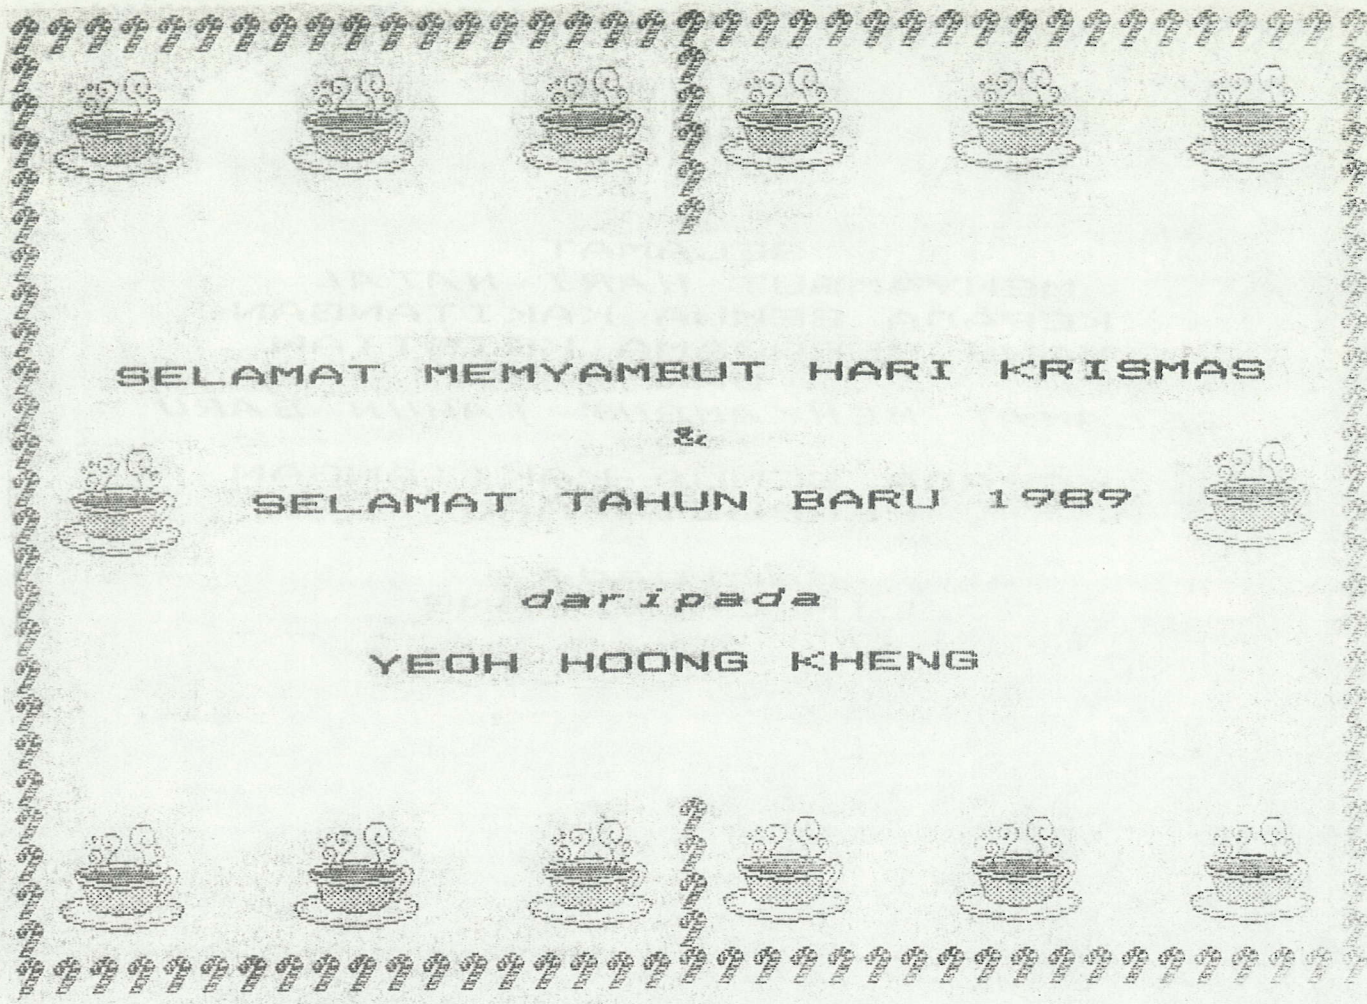 SELAMAT MEMYAMBUT HARI KRISMAS
&
SELAMAT TAHUN BARU 1989
daripada
YEOH HOONG KHENG